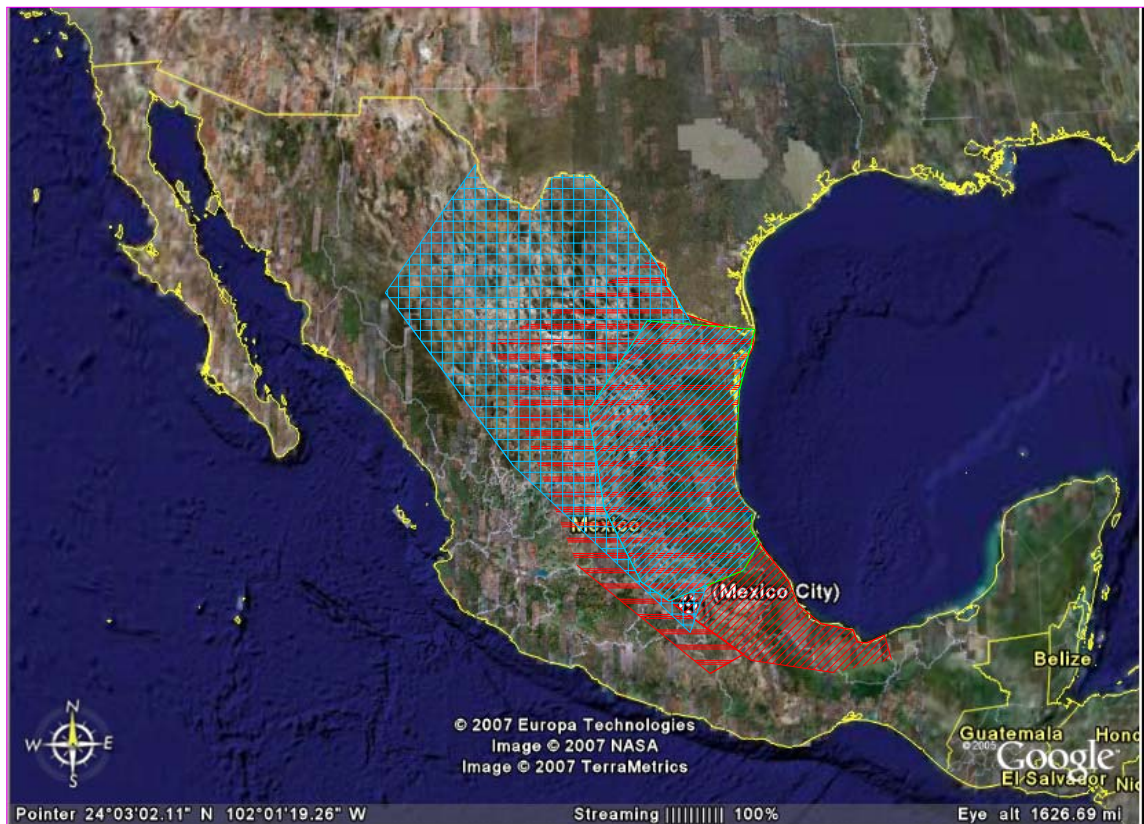 Mexico
(Mexico City)
Belize
N
W E
S
© 2007 Europa Technologies
Image © 2007 NASA
Image © 2007 TerraMetrics
Guatemala
Hond
© 2005
Google™
El Salvador
Nic
Pointer 24°03'02.11" N 102°01'19.26" W
Streaming |||||||||| 100%
Eye alt 1626.69 mi